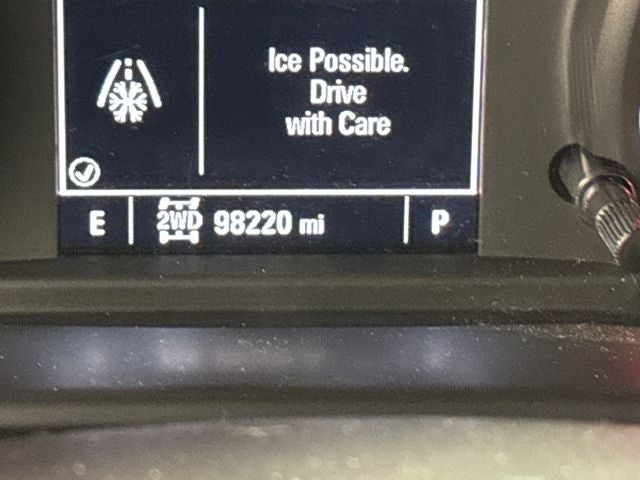 Ice Possible.
Drive
with Care
E 2WD 98220 mi P